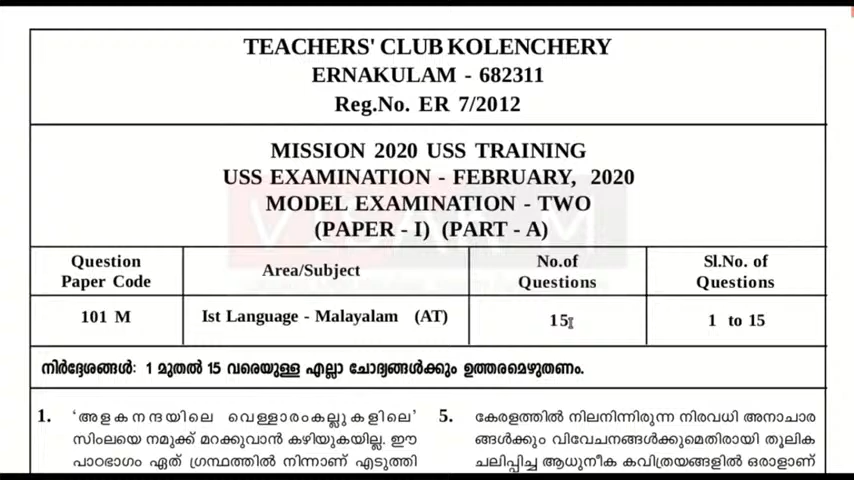 TEACHERS' CLUB KOLENCHERY
ERNAKULAM - 682311
Reg.No. ER 7/2012
MISSION 2020 USS TRAINING
USS EXAMINATION - FEBRUARY, 2020
MODEL EXAMINATION - TWO
(PAPER - I) (PART - A)
Question Paper Code
Area/Subject
No.of Questions
Sl.No. of Questions
101 M
Ist Language - Malayalam (AT)
15
1 to 15
നിർദ്ദേശങ്ങൾ: 1 മുതൽ 15 വരെയുള്ള എല്ലാ ചോദ്യങ്ങൾക്കും ഉത്തരമെഴുതണം.
1. 'അളകനന്ദയിലെ വെള്ളാരംകല്ലുകളിലെ'
സിംലയെ നമുക്ക് മറക്കുവാൻ കഴിയുകയില്ല. ഈ
പാഠഭാഗം ഏത് ഗ്രന്ഥത്തിൽ നിന്നാണ് എടുത്തി
5. കേരളത്തിൽ നിലനിന്നിരുന്ന നിരവധി അനാചാര
ങ്ങൾക്കും വിവേചനങ്ങൾക്കുമെതിരായി തൂലിക
ചലിപ്പിച്ച ആധുനീക കവിത്രയങ്ങളിൽ ഒരാളാണ്